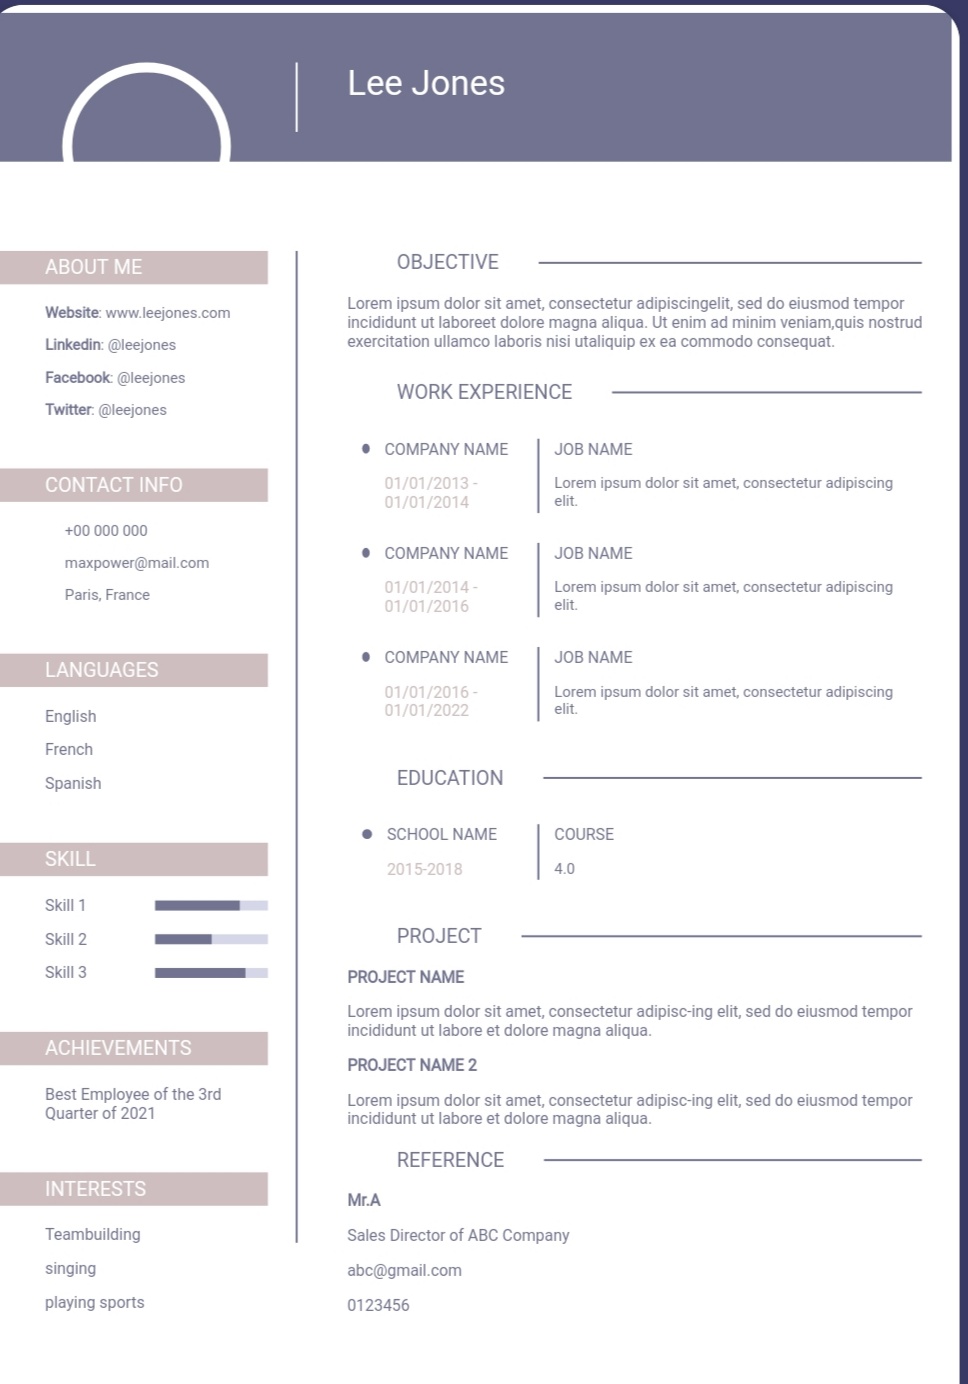 Lee Jones
ABOUT ME
Website: www.leejones.com
Linkedin: @leejones
Facebook: @leejones
Twitter: @leejones
CONTACT INFO
+00 000 000
maxpower@mail.com
Paris, France
LANGUAGES
English
French
Spanish
SKILL
Skill 1
Skill 2
Skill 3
ACHIEVEMENTS
Best Employee of the 3rd
Quarter of 2021
INTERESTS
Teambuilding
singing
playing sports
OBJECTIVE
Lorem ipsum dolor sit amet, consectetur adipiscingelit, sed do eiusmod tempor
incididunt ut laboreet dolore magna aliqua. Ut enim ad minim veniam,quis nostrud
exercitation ullamco laboris nisi utaliquip ex ea commodo consequat.
WORK EXPERIENCE
COMPANY NAME
01/01/2013 -
01/01/2014
JOB NAME
Lorem ipsum dolor sit amet, consectetur adipiscing
elit.
COMPANY NAME
01/01/2014 -
01/01/2016
JOB NAME
Lorem ipsum dolor sit amet, consectetur adipiscing
elit.
COMPANY NAME
01/01/2016 -
01/01/2022
JOB NAME
Lorem ipsum dolor sit amet, consectetur adipiscing
elit.
EDUCATION
SCHOOL NAME
2015-2018
COURSE
4.0
PROJECT
PROJECT NAME
Lorem ipsum dolor sit amet, consectetur adipisc-ing elit, sed do eiusmod tempor
incididunt ut labore et dolore magna aliqua.
PROJECT NAME 2
Lorem ipsum dolor sit amet, consectetur adipisc-ing elit, sed do eiusmod tempor
incididunt ut labore et dolore magna aliqua.
REFERENCE
Mr.A
Sales Director of ABC Company
abc@gmail.com
0123456